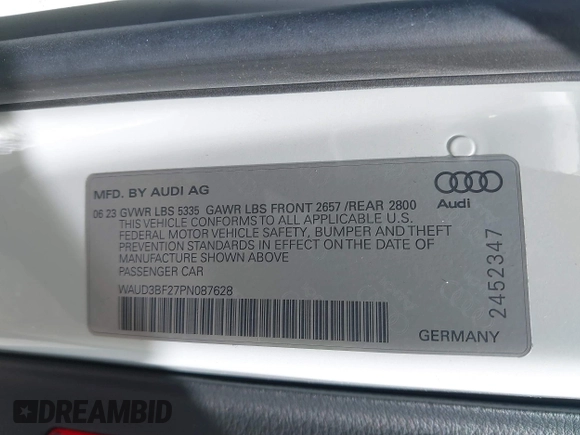 MFD. BY AUDI AG
06 23 GVWR LBS 5335 GAWR LBS FRONT 2657 /REAR 2800
THIS VEHICLE CONFORMS TO ALL APPLICABLE U.S.
FEDERAL MOTOR VEHICLE SAFETY, BUMPER AND THEFT
PREVENTION STANDARDS IN EFFECT ON THE DATE OF
MANUFACTURE SHOWN ABOVE
PASSENGER CAR
WAUD3BF27PN087628
Audi
2452347
GERMANY
DREAMBID